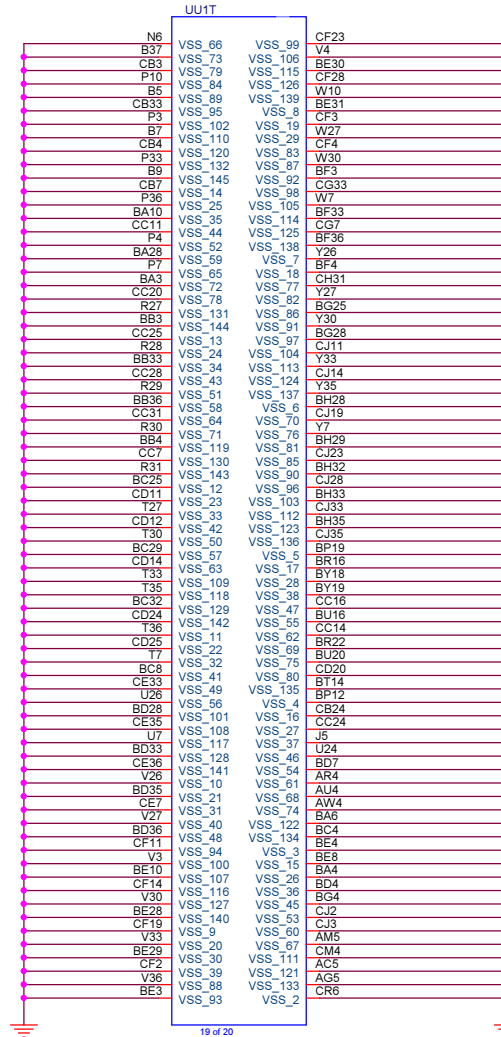 UU1T
N6 VSS_66 VSS_99 CF23
B37 VSS_73 VSS_106 V4
CB3 VSS_79 VSS_115 BE30
P10 VSS_84 VSS_126 CF28
B5 VSS_89 VSS_139 W10
CB33 VSS_95 VSS_8 BE31
P3 VSS_102 VSS_19 CF3
B7 VSS_110 VSS_29 W27
CB4 VSS_120 VSS_83 CF4
P33 VSS_132 VSS_87 W30
B9 VSS_145 VSS_92 BF3
CB7 VSS_14 VSS_98 CG33
P36 VSS_25 VSS_105 W7
BA10 VSS_35 VSS_114 BF33
CC11 VSS_44 VSS_125 CG7
P4 VSS_52 VSS_138 BF36
BA28 VSS_59 VSS_7 Y26
P7 VSS_65 VSS_18 BF4
BA3 VSS_72 VSS_77 CH31
CC20 VSS_78 VSS_82 Y27
R27 VSS_131 VSS_86 BG25
BB3 VSS_144 VSS_91 Y30
CC25 VSS_13 VSS_97 BG28
R28 VSS_24 VSS_104 CJ11
BB33 VSS_34 VSS_113 Y33
CC28 VSS_43 VSS_124 CJ14
R29 VSS_51 VSS_137 Y35
BB36 VSS_58 VSS_6 BH28
CC31 VSS_64 VSS_70 CJ19
R30 VSS_71 VSS_76 Y7
BB4 VSS_119 VSS_81 BH29
CC7 VSS_130 VSS_85 CJ23
R31 VSS_143 VSS_90 BH32
BC25 VSS_12 VSS_96 CJ28
CD11 VSS_23 VSS_103 BH33
T27 VSS_33 VSS_112 CJ33
CD12 VSS_42 VSS_123 BH35
T30 VSS_50 VSS_136 CJ35
BC29 VSS_57 VSS_5 BP19
CD14 VSS_63 VSS_17 BR16
T33 VSS_109 VSS_28 BY18
T35 VSS_118 VSS_38 BY19
BC32 VSS_129 VSS_47 CC16
CD24 VSS_142 VSS_55 BU16
T36 VSS_11 VSS_62 CC14
CD25 VSS_22 VSS_69 BR22
T7 VSS_32 VSS_75 BU20
BC8 VSS_41 VSS_80 CD20
CE33 VSS_49 VSS_135 BT14
U26 VSS_56 VSS_4 BP12
BD28 VSS_101 VSS_16 CB24
CE35 VSS_108 VSS_27 CC24
U7 VSS_117 VSS_37 J5
BD33 VSS_128 VSS_46 U24
CE36 VSS_141 VSS_54 BD7
V26 VSS_10 VSS_61 AR4
BD35 VSS_21 VSS_68 AU4
CE7 VSS_31 VSS_74 AW4
V27 VSS_40 VSS_122 BA6
BD36 VSS_48 VSS_134 BC4
CF11 VSS_94 VSS_3 BE4
V3 VSS_100 VSS_15 BE8
BE10 VSS_107 VSS_26 BA4
CF14 VSS_116 VSS_36 BD4
V30 VSS_127 VSS_45 BG4
BE28 VSS_140 VSS_53 CJ2
CF19 VSS_9 VSS_60 CJ3
V33 VSS_20 VSS_67 AM5
BE29 VSS_30 VSS_111 CM4
CF2 VSS_39 VSS_121 AC5
V36 VSS_88 VSS_133 AG5
BE3 VSS_93 VSS_2 CR6
19 of 20